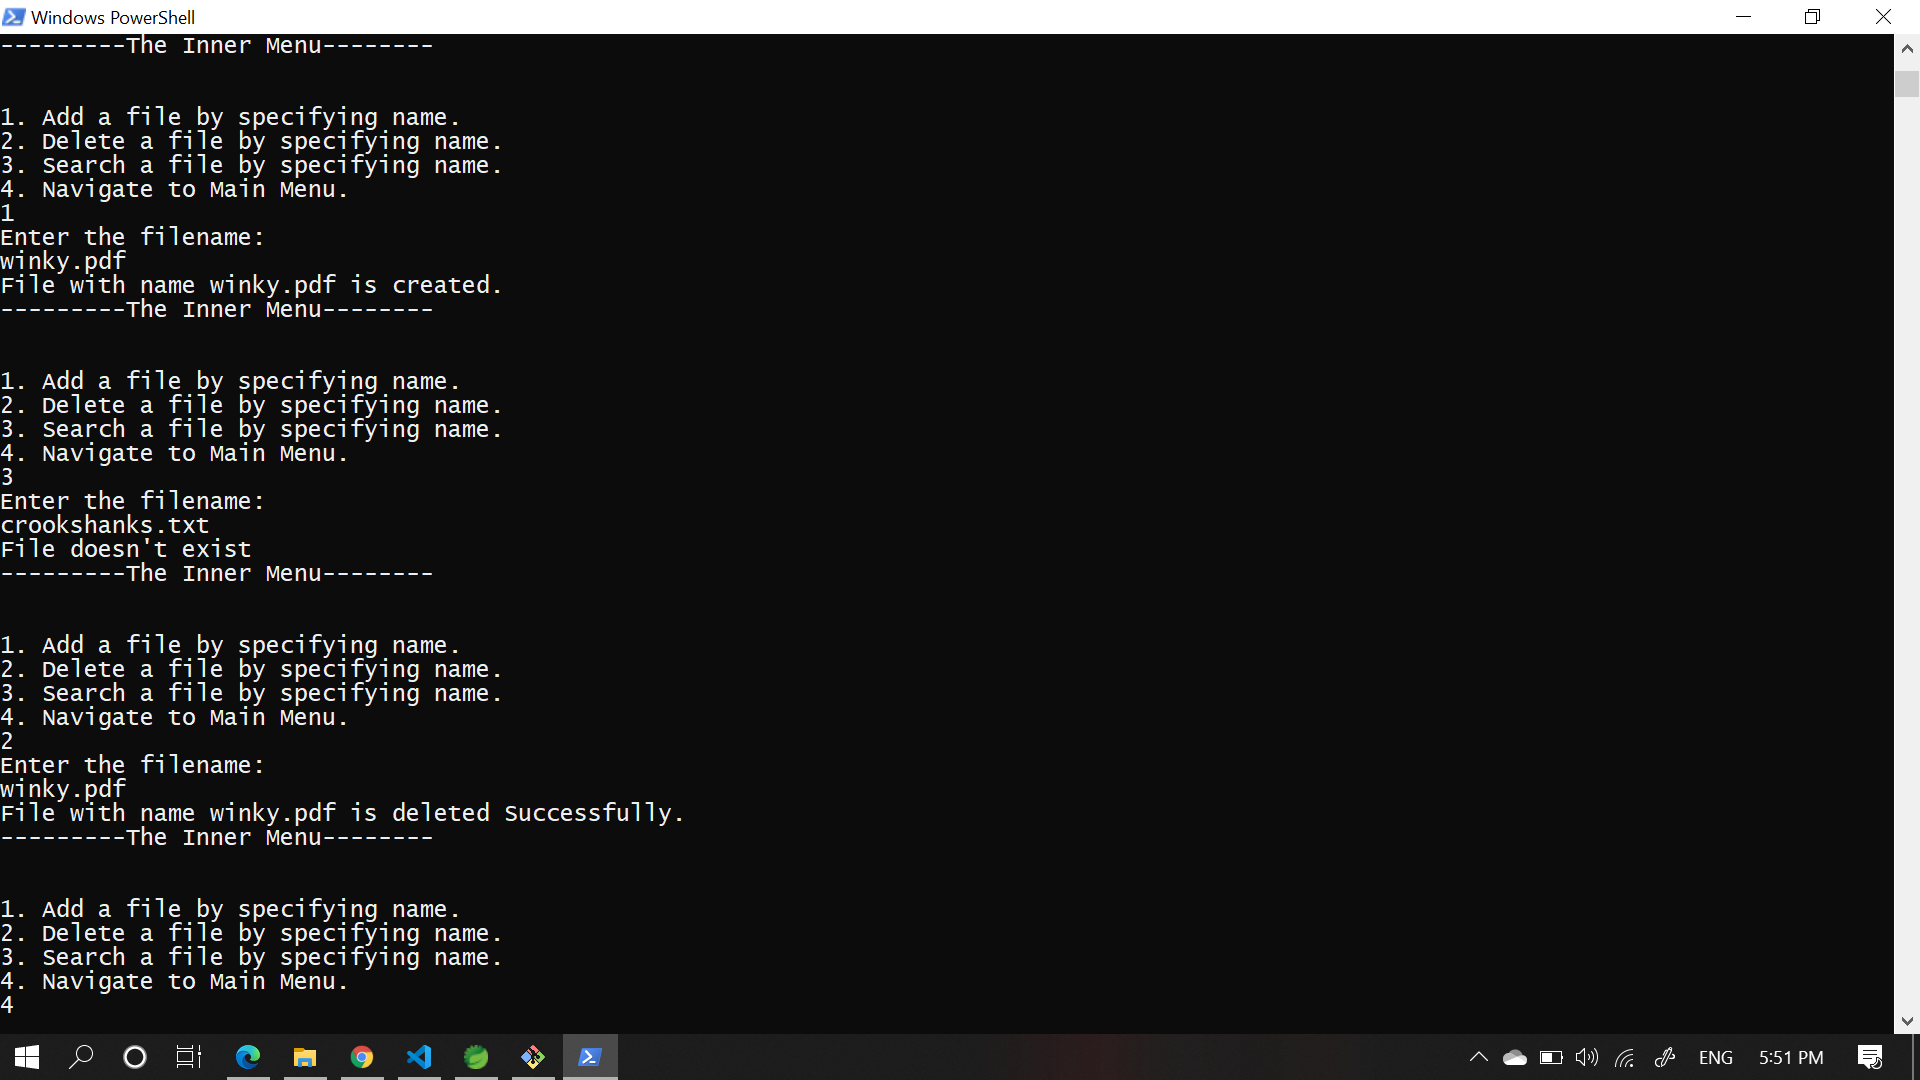 Windows PowerShell
---------The Inner Menu--------
1. Add a file by specifying name.
2. Delete a file by specifying name.
3. Search a file by specifying name.
4. Navigate to Main Menu.
1
Enter the filename:
winky.pdf
File with name winky.pdf is created.
---------The Inner Menu--------
1. Add a file by specifying name.
2. Delete a file by specifying name.
3. Search a file by specifying name.
4. Navigate to Main Menu.
3
Enter the filename:
crookshanks.txt
File doesn't exist
---------The Inner Menu--------
1. Add a file by specifying name.
2. Delete a file by specifying name.
3. Search a file by specifying name.
4. Navigate to Main Menu.
2
Enter the filename:
winky.pdf
File with name winky.pdf is deleted Successfully.
---------The Inner Menu--------
1. Add a file by specifying name.
2. Delete a file by specifying name.
3. Search a file by specifying name.
4. Navigate to Main Menu.
4
ENG 5:51 PM